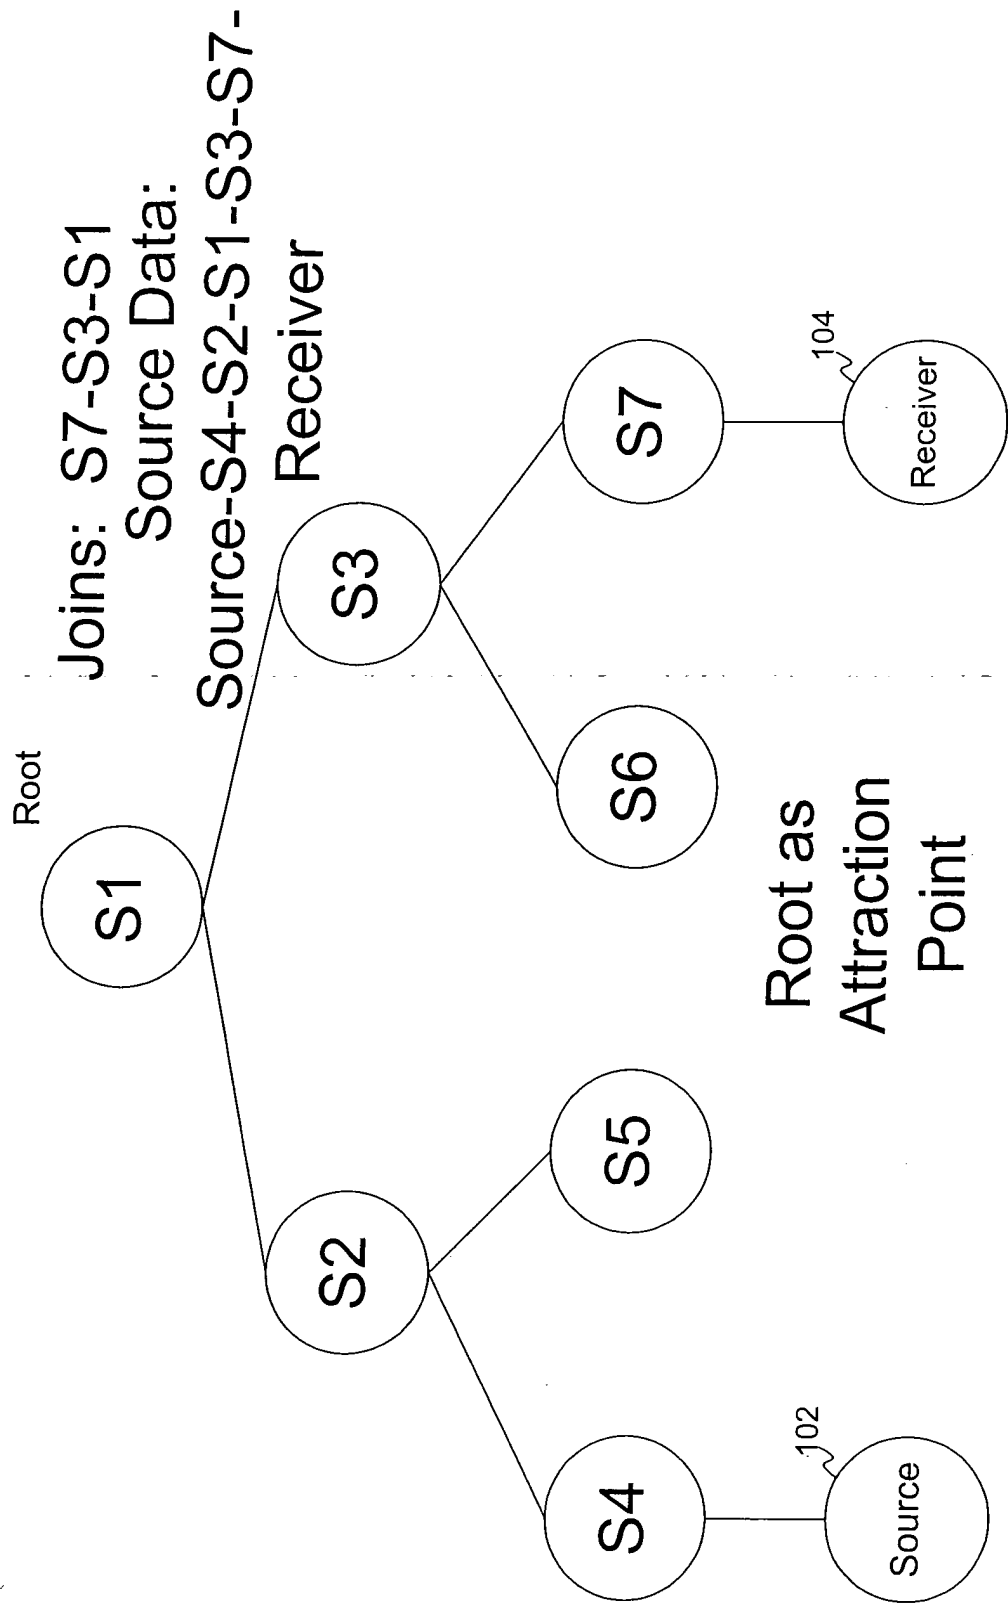 Root
Joins: S7-S3-S1
Source Data:
Source-S4-S2-S1-S3-S7-
Receiver
S1
S2
S3
S4
S5
S6
S7
102
Source
104
Receiver
Root as
Attraction
Point